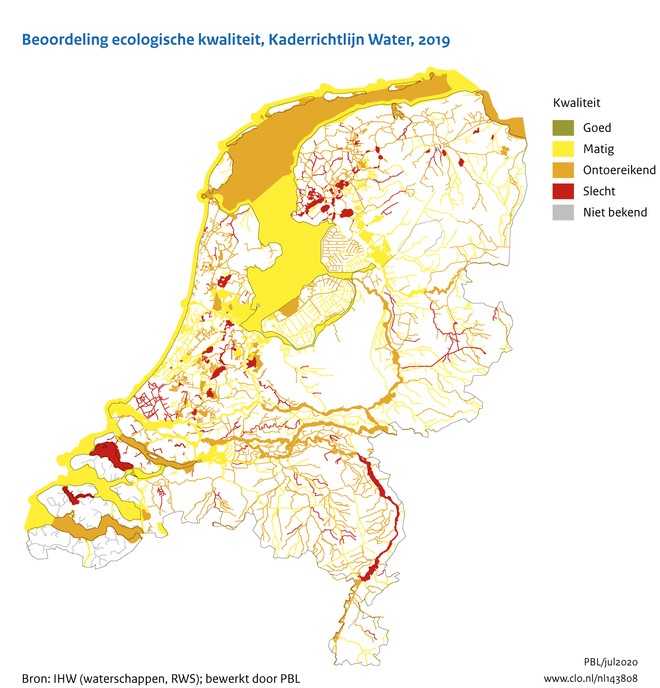 Beoordeling ecologische kwaliteit, Kaderrichtlijn Water, 2019
Kwaliteit
Goed
Matig
Ontoereikend
Slecht
Niet bekend
PBL/jul2020
Bron: IHW (waterschappen, RWS); bewerkt door PBL
www.clo.nl/nl143808